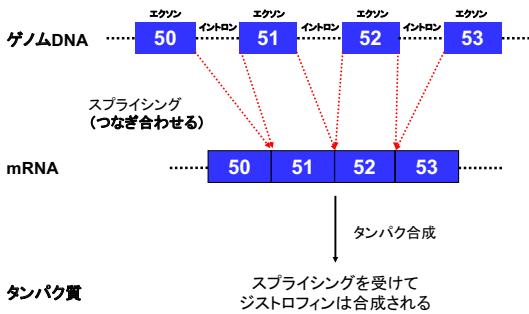 エクソン エクソン エクソン エクソン
ゲノムDNA 50 イントロン 51 イントロン 52 イントロン 53
スプライシング
(つなぎ合わせる)
mRNA 50 51 52 53
タンパク合成
タンパク質
スプライシングを受けて
ジストロフィンは合成される